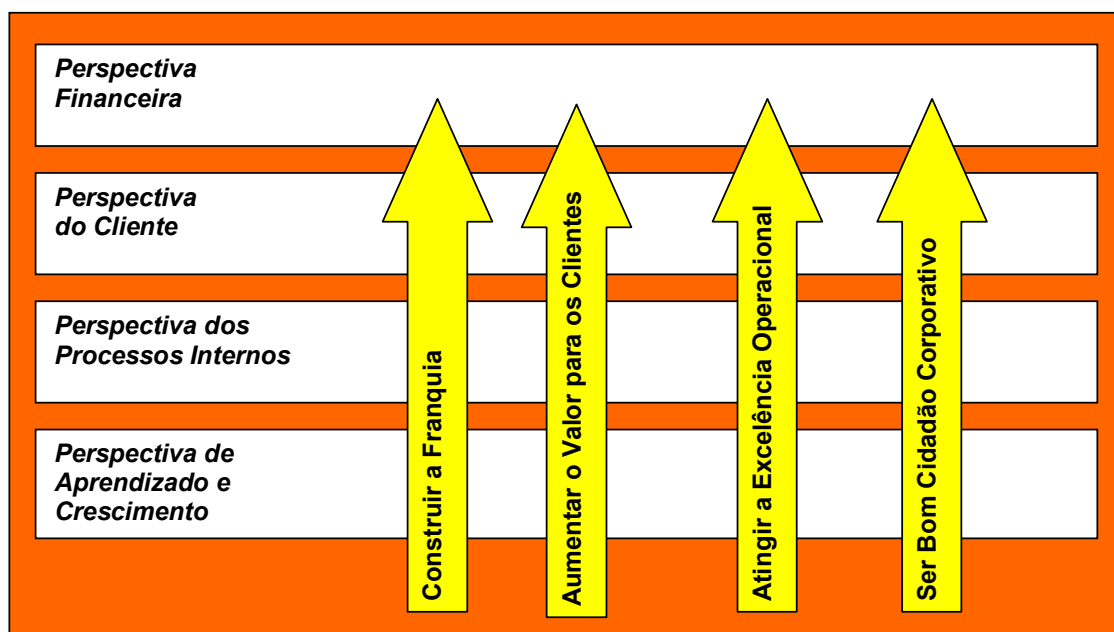 Perspectiva
Financeira
Perspectiva
do Cliente
Perspectiva dos
Processos Internos
Perspectiva de
Aprendizado e
Crescimento
Construir a Franquia
Aumentar o Valor para os Clientes
Atingir a Excelência Operacional
Ser Bom Cidadão Corporativo